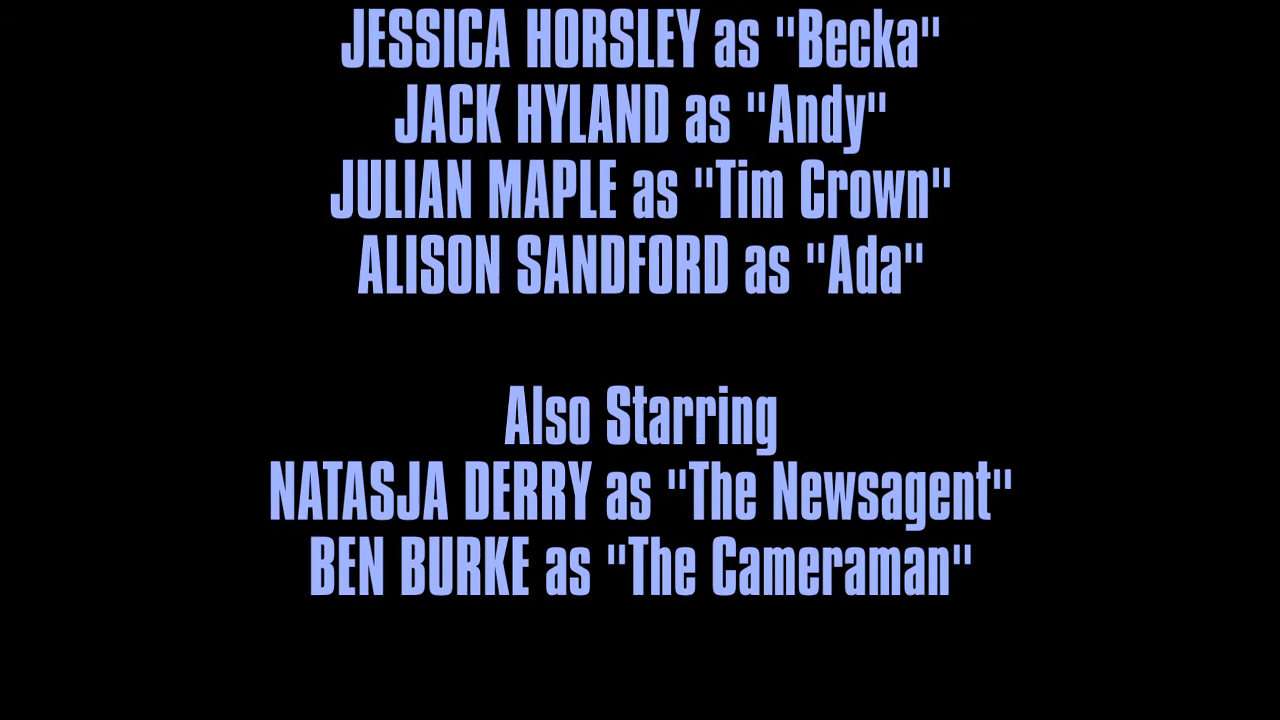 JESSICA HORSLEY as "Becka"
JACK HYLAND as "Andy"
JULIAN MAPLE as "Tim Crown"
ALISON SANDFORD as "Ada"
Also Starring
NATASJA DERRY as "The Newsagent"
BEN BURKE as "The Cameraman"